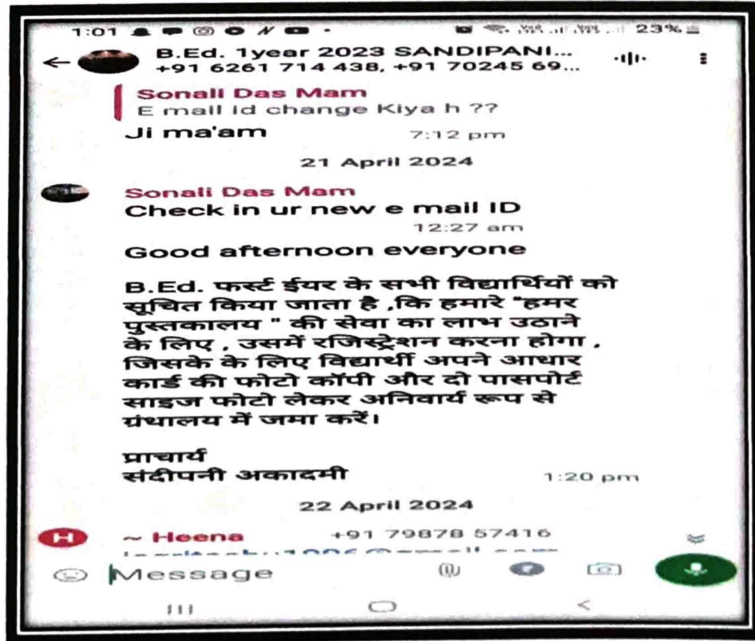 1:01 23%
B.Ed. 1year 2023 SANDIPANI...
+91 6261 714 438, +91 70245 69...
Sonali Das Mam
E mail id change Kiya h ??
Ji ma'am 7:12 pm
21 April 2024
Sonali Das Mam
Check in ur new e mail ID
12:27 am
Good afternoon everyone
B.Ed. फर्स्ट ईयर के सभी विद्यार्थियों को
सूचित किया जाता है ,कि हमारे "हमर
पुस्तकालय " की सेवा का लाभ उठाने
के लिए , उसमें रजिस्ट्रेशन करना होगा ,
जिसके के लिए विद्यार्थी अपने आधार
कार्ड की फोटो कॉपी और दो पासपोर्ट
साइज फोटो लेकर अनिवार्य रूप से
ग्रंथालय में जमा करें।
प्राचार्य
संदीपनी अकादमी 1:20 pm
22 April 2024
H ~ Heena +91 79878 57416
Message